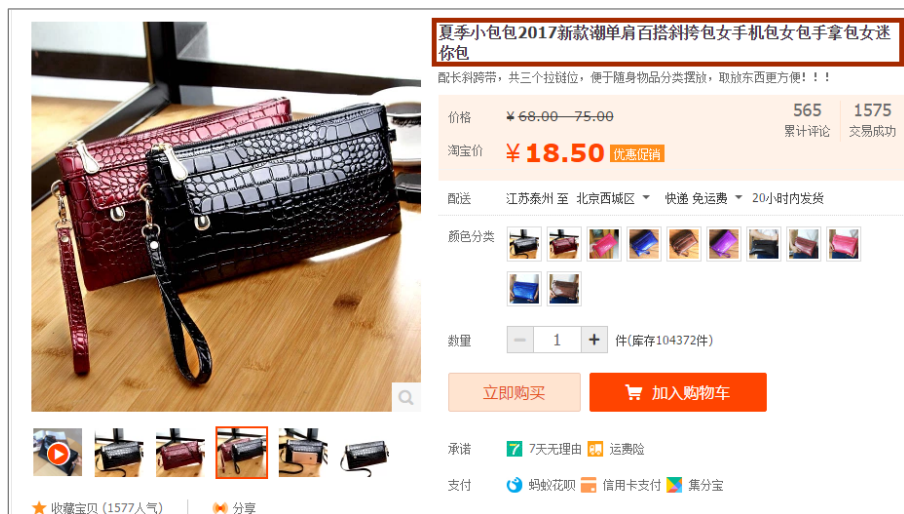 夏季小包包2017新款潮单肩百搭斜挎包女手机包女包手拿包女迷
你包
配长斜跨带，共三个拉链位，便于随身物品分类摆放，取放东西更方便！！！
价格 ¥ 68.00 - 75.00
565 1575
累计评论 交易成功
淘宝价 ¥ 18.50 优惠促销
配送 江苏泰州 至 北京西城区 快递 免运费 20小时内发货
颜色分类
数量 − 1 + 件(库存104372件)
立即购买 加入购物车
承诺 7 7天无理由 运费险
支付 蚂蚁花呗 信用卡支付 集分宝
收藏宝贝 (1577人气) 分享